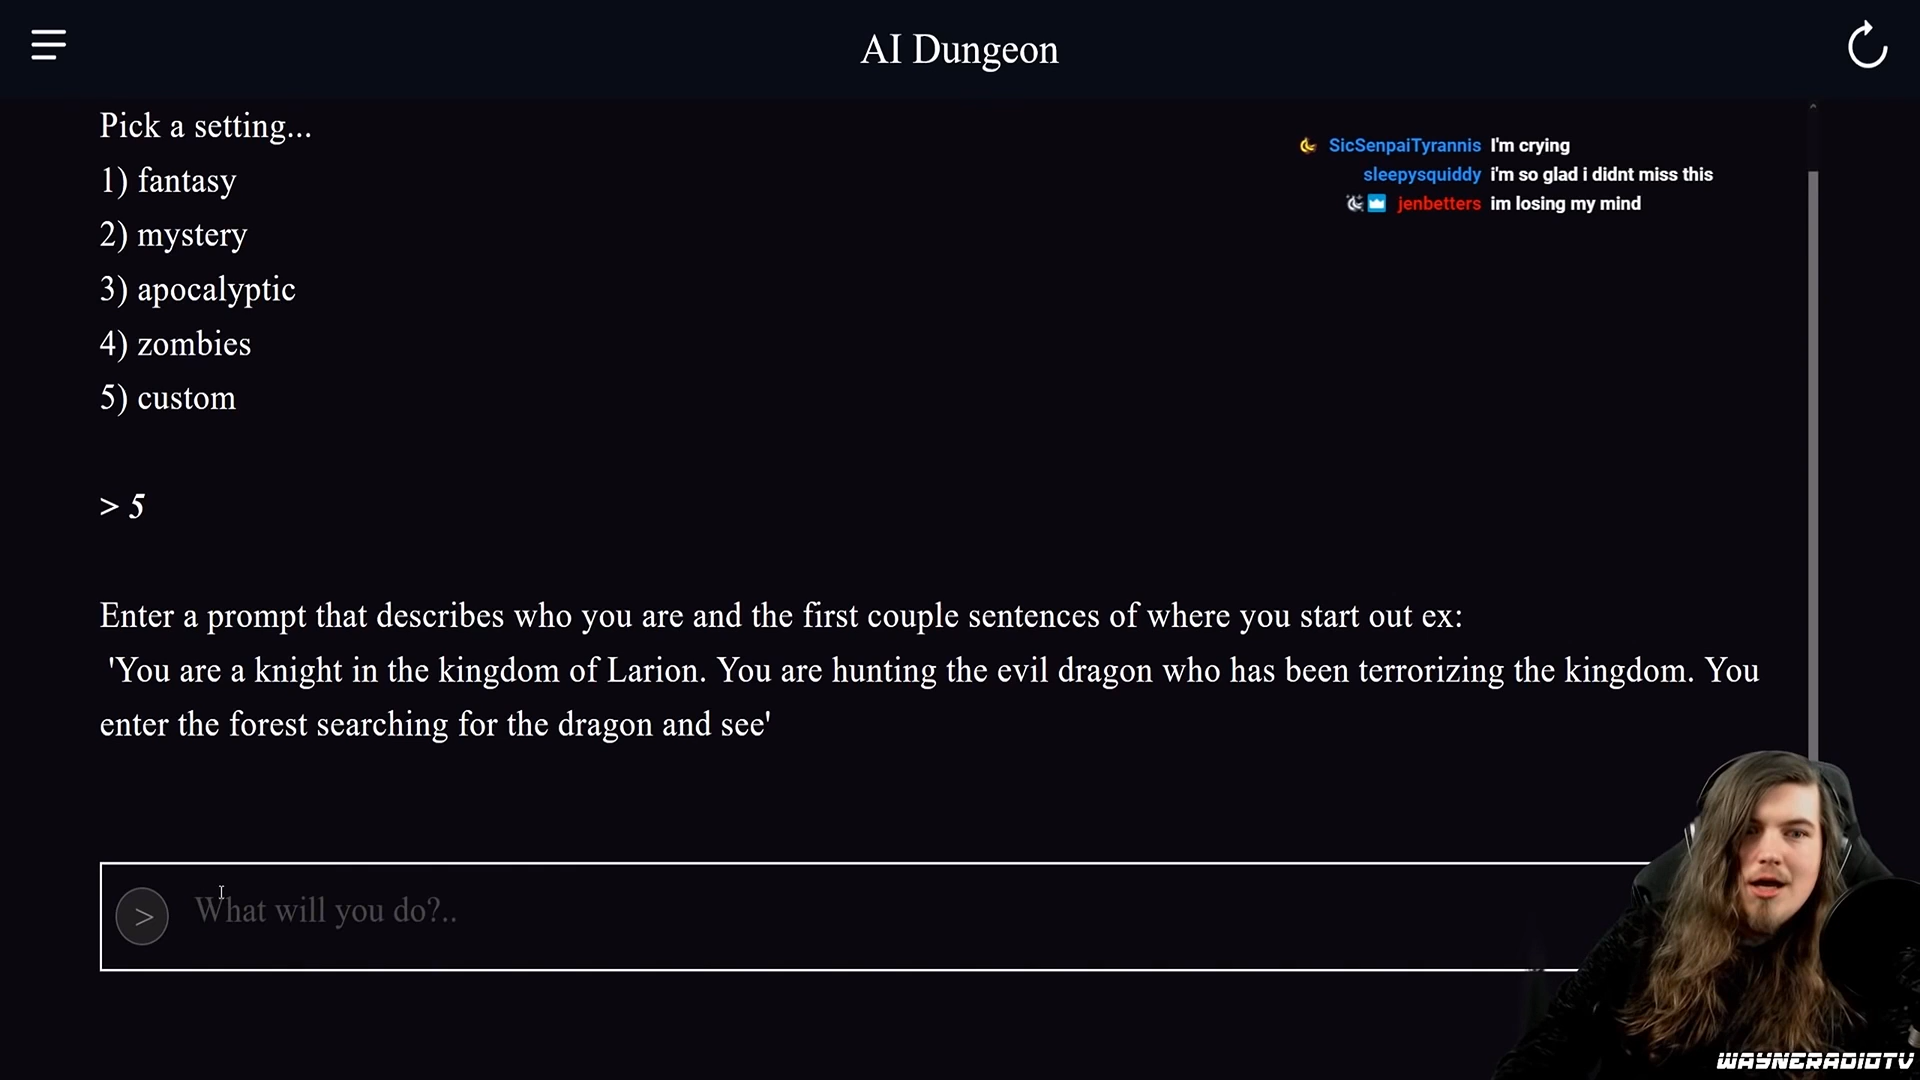 AI Dungeon
Pick a setting...
1) fantasy
2) mystery
3) apocalyptic
4) zombies
5) custom
> 5
Enter a prompt that describes who you are and the first couple sentences of where you start out ex:
'You are a knight in the kingdom of Larion. You are hunting the evil dragon who has been terrorizing the kingdom. You
enter the forest searching for the dragon and see'
> What will you do?..
SicSenpaiTyrannis I'm crying
sleepysquiddy i'm so glad i didnt miss this
jenbetters im losing my mind
WAYNERADIOTV